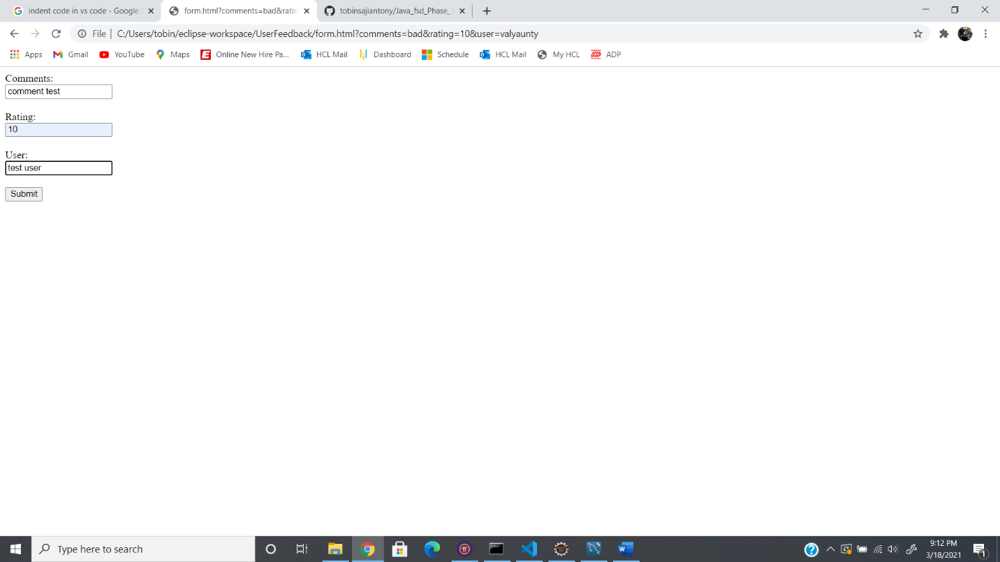 indent code in vs code - Google
form.html?comments=bad&ratin
tobinsajiantony/Java_fsd_Phase_
File
C:/Users/tobin/eclipse-workspace/UserFeedback/form.html?comments=bad&rating=10&user=valyaunty
Apps
Gmail
YouTube
Maps
Online New Hire Pa...
HCL Mail
Dashboard
Schedule
HCL Mail
My HCL
ADP
Comments:
comment test
Rating:
10
User:
test user
Submit
Type here to search
9:12 PM
3/18/2021
1